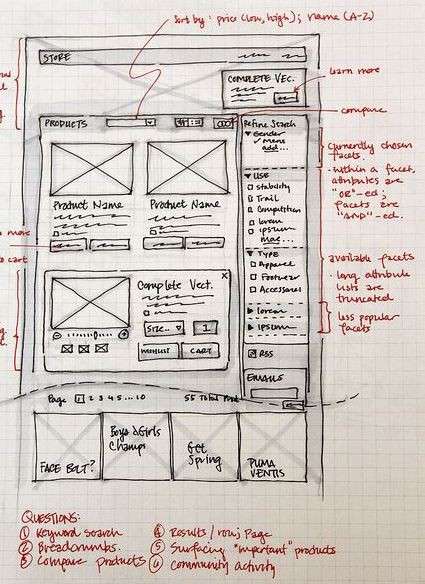 Sort by: price (low, high); name (A-Z)
STORE
COMPLETE VEC.
learn more
compare
PRODUCTS
Refine Search
Gender
✓ Mens
add...
currently chosen
facets.
USE
stability
Trail
Competition
lorem
ipsum
more...
- within a facet,
attributes are
"OR"-ed;
facets are
"AND"-ed.
Product Name
Product Name
more
cart
TYPE
Apparel
Footwear
Accessories
available facets
· long attribute
lists are
truncated
lorem
ipsum
less popular
facets
Complete Vect.
X
SIZE..
1
WISHLIST
CART
RSS
EMAILS
Page 1 2 3 4 5 ... 10
55 Total Prod
FACE BOLT?
Boys & Girls
Champs
Get
Spring
PUMA
VENTIS
QUESTIONS:
① Keyword search
② Breadcrumbs.
③ Compare products
④ Results / row; page
⑤ Surfacing "important" products
⑥ Community activity